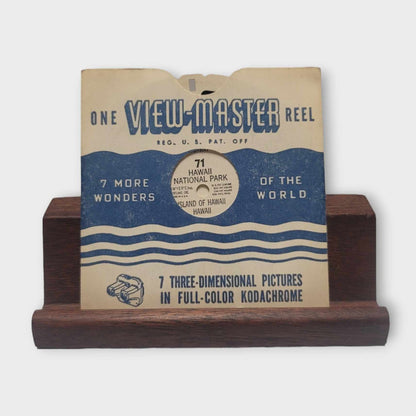 ONE VIEW-MASTER REEL
REG. U. S. PAT. OFF
7 MORE WONDERS
71
HAWAII
NATIONAL PARK
ISLAND OF HAWAII
HAWAII
OF THE WORLD
7 THREE-DIMENSIONAL PICTURES
IN FULL-COLOR KODACHROME